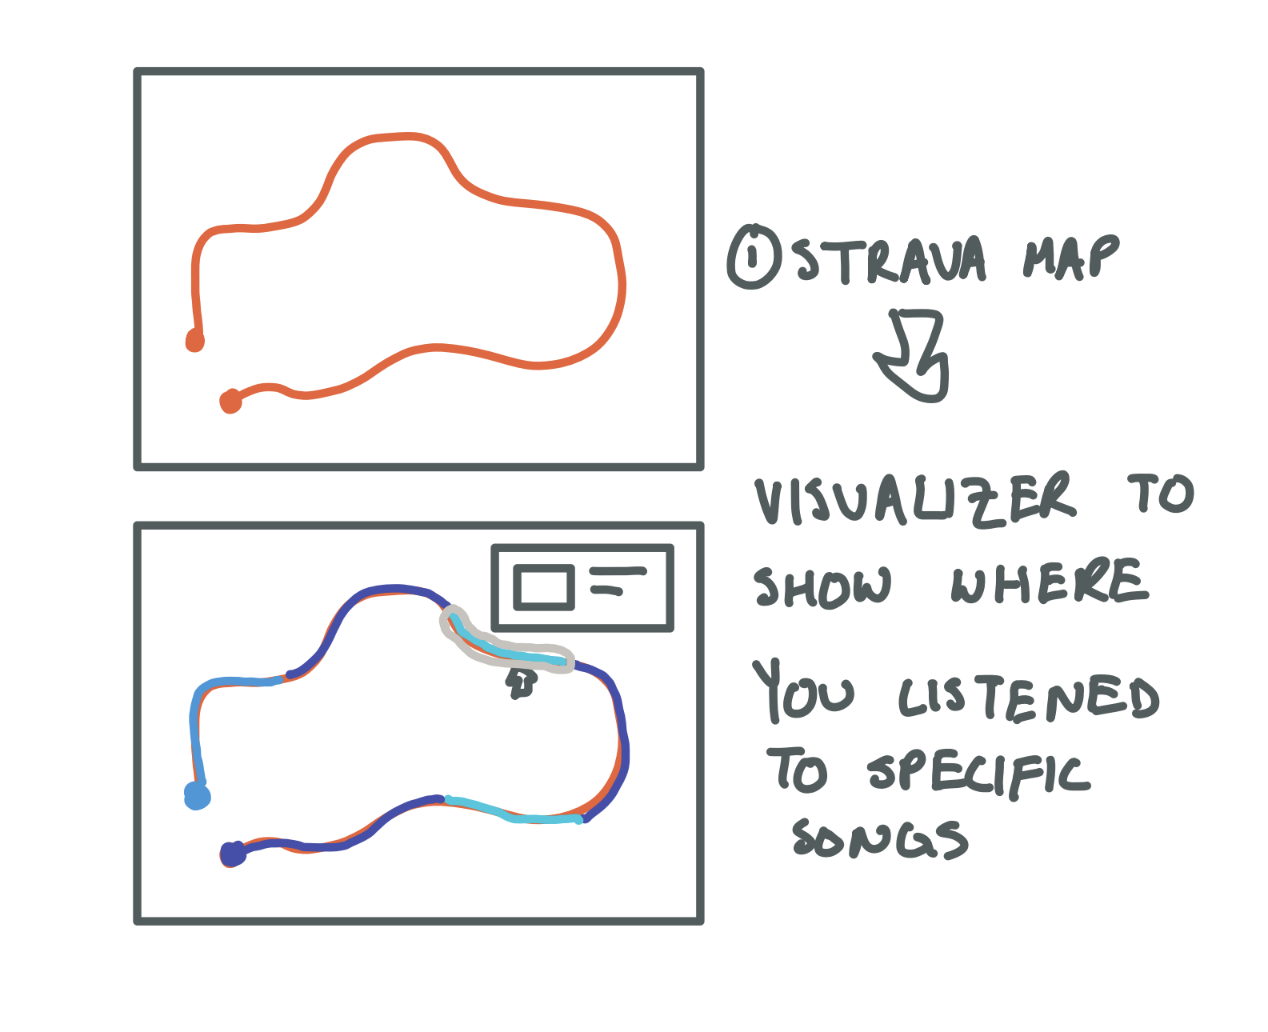 ① STRAVA MAP
VISUALIZER TO
SHOW WHERE
YOU LISTENED
TO SPECIFIC
SONGS